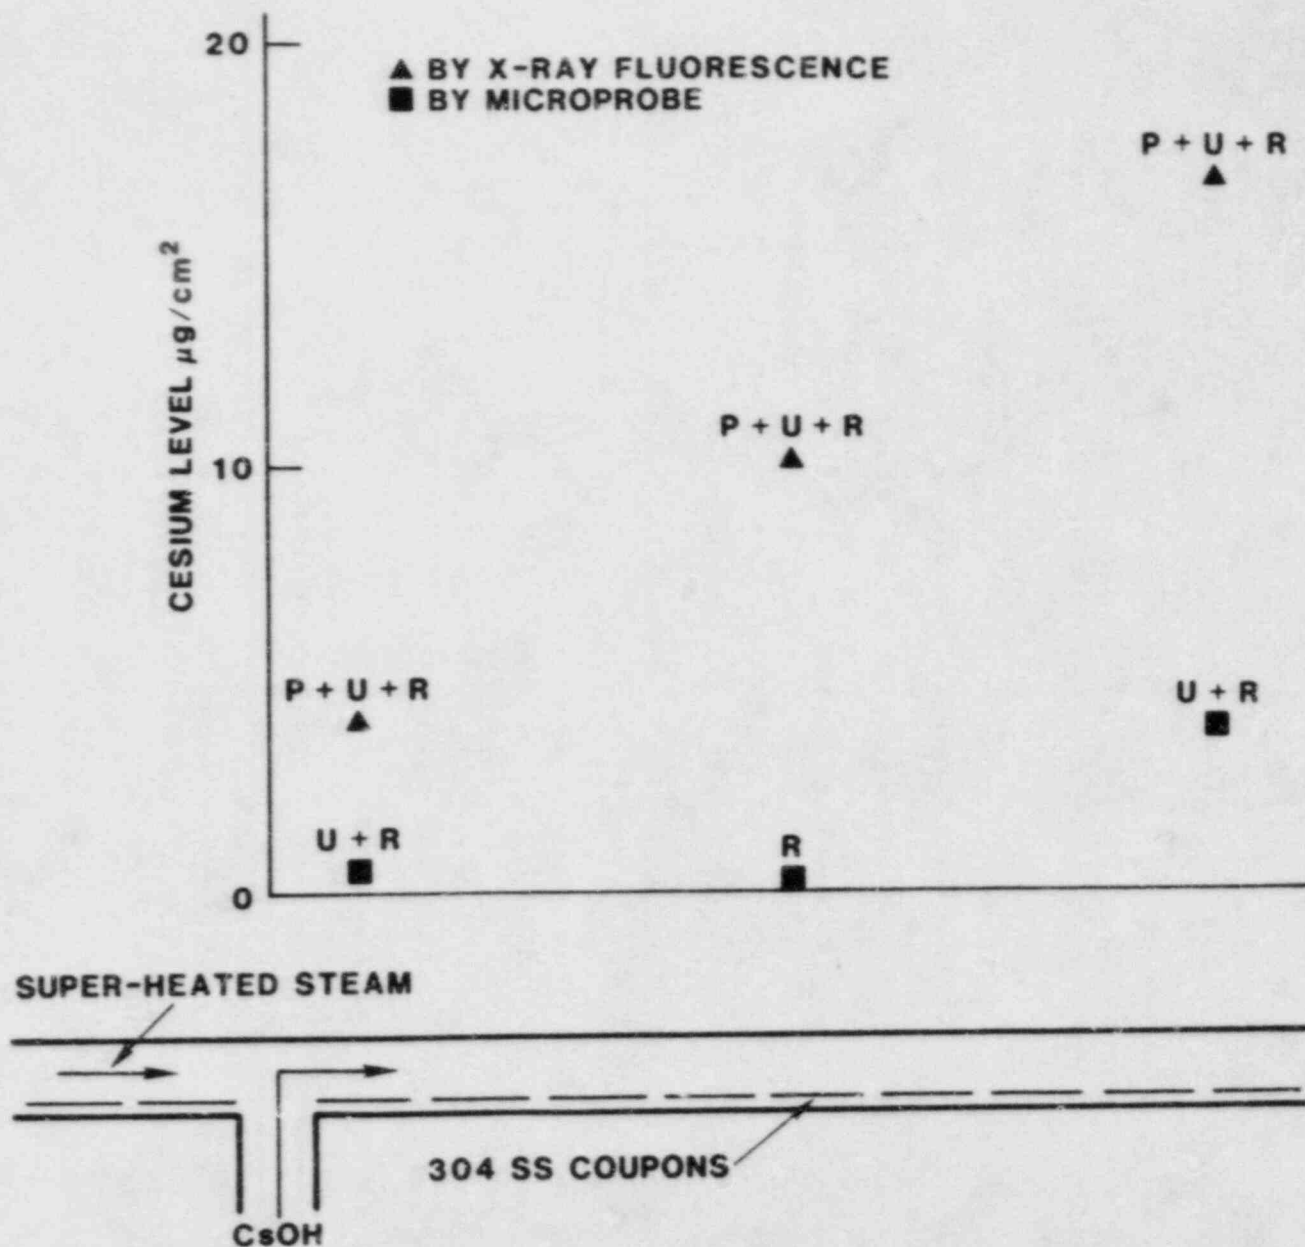 20
▲ BY X-RAY FLUORESCENCE
■ BY MICROPROBE
P + U + R
CESIUM LEVEL µg/cm²
P + U + R
10
P + U + R
U + R
U + R
R
0
SUPER-HEATED STEAM
304 SS COUPONS
CsOH